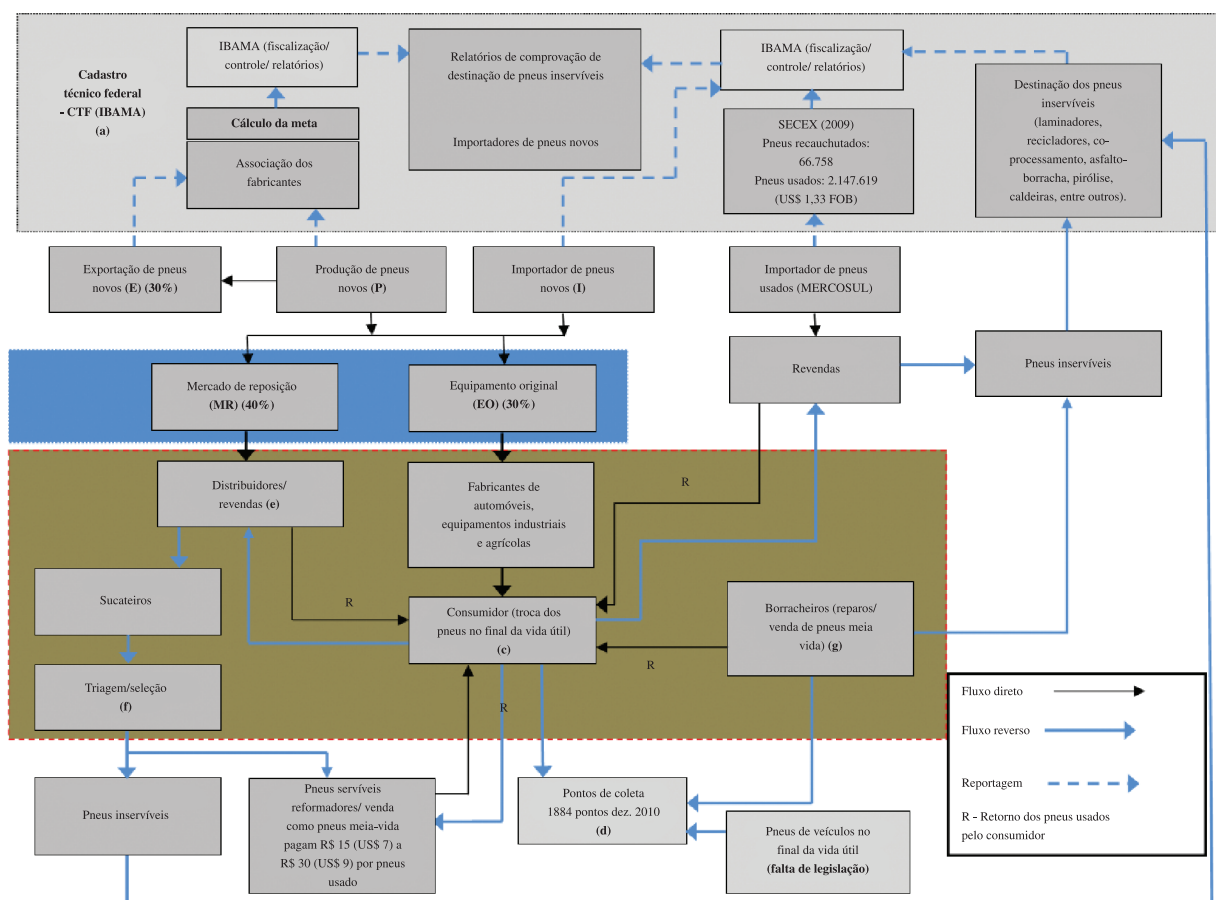 Cadastro
técnico federal
- CTF (IBAMA)
(a)
IBAMA (fiscalização/
controle/ relatórios)
Cálculo da meta
Associação dos
fabricantes
Relatórios de comprovação de
destinação de pneus inservíveis
Importadores de pneus novos
IBAMA (fiscalização/
controle/ relatórios)
SECEX (2009)
Pneus recauchutados:
66.758
Pneus usados: 2.147.619
(US$ 1,33 FOB)
Destinação dos pneus
inservíveis
(laminadores,
recicladores, co-
processamento, asfalto-
borracha, pirólise,
caldeiras, entre outros).
Exportação de pneus
novos (E) (30%)
Produção de pneus
novos (P)
Importador de pneus
novos (I)
Importador de pneus
usados (MERCOSUL)
Mercado de reposição
(MR) (40%)
Equipamento original
(EO) (30%)
Revendas
Pneus inservíveis
Distribuidores/
revendas (e)
Fabricantes de
automóveis,
equipamentos industriais
e agrícolas
R
Sucateiros
R
Consumidor (troca dos
pneus no final da vida útil)
(c)
Borracheiros (reparos/
venda de pneus meia
vida) (g)
R
Triagem/seleção
(f)
R
Pneus inservíveis
Pneus servíveis
reformadores/ venda
como pneus meia-vida
pagam R$ 15 (US$ 7) a
R$ 30 (US$ 9) por pneus
usado
Pontos de coleta
1884 pontos dez. 2010
(d)
Pneus de veículos no
final da vida útil
(falta de legislação)
Fluxo direto
Fluxo reverso
Reportagem
R - Retorno dos pneus usados
pelo consumidor